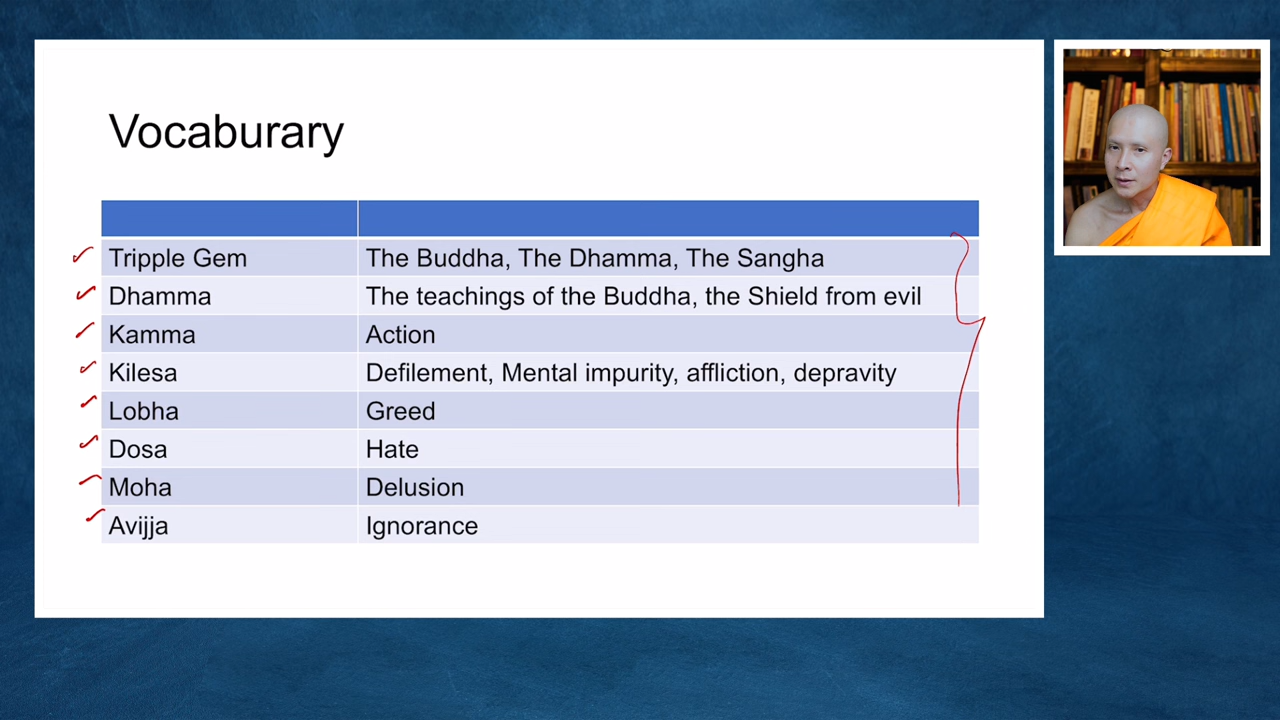 Vocaburary
Tripple Gem The Buddha, The Dhamma, The Sangha
Dhamma The teachings of the Buddha, the Shield from evil
Kamma Action
Kilesa Defilement, Mental impurity, affliction, depravity
Lobha Greed
Dosa Hate
Moha Delusion
Avijja Ignorance